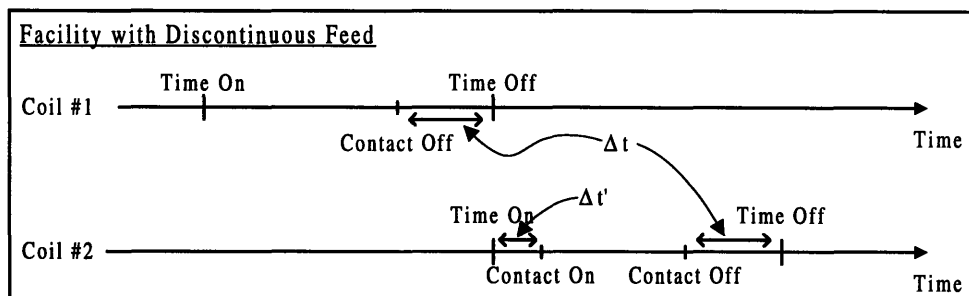 Facility with Discontinuous Feed
Time On
Time Off
Coil #1
Time
Contact Off
Δt
Δt'
Time On
Time Off
Coil #2
Contact On
Contact Off
Time